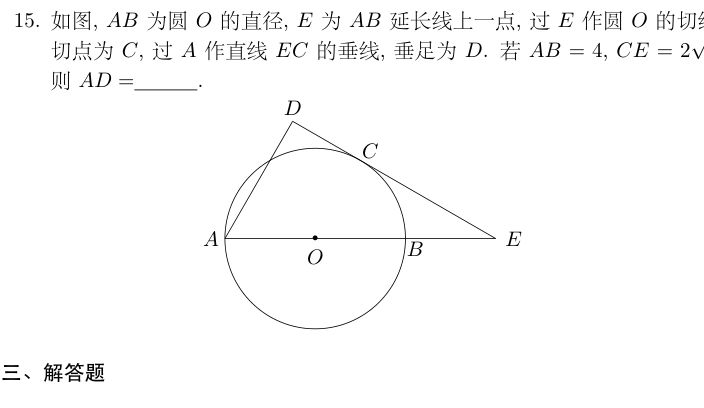 15. 如图, AB 为圆 O 的直径, E 为 AB 延长线上一点, 过 E 作圆 O 的切
切点为 C, 过 A 作直线 EC 的垂线, 垂足为 D. 若 AB = 4, CE = 2√
则 AD =______.
D
C
A
E
B
O
三、解答题